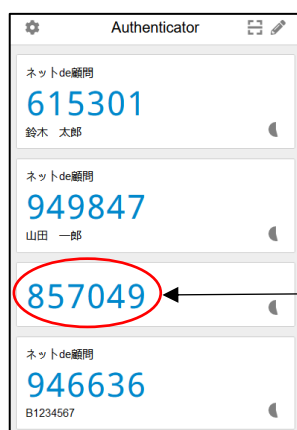 Authenticator
ネットde顧問
615301
鈴木　太郎
ネットde顧問
949847
山田　一郎
857049
ネットde顧問
946636
B1234567